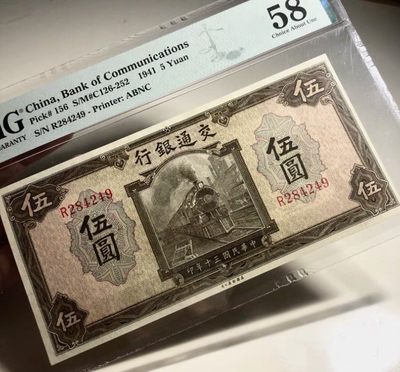 58
Choice About Unc
China, Bank of Communications
Pick# 156 S/M#C126-252 1941 5 Yuan
S/N R284249 - Printer: ABNC
行銀通交
伍
伍
伍圓
伍圓
R284249
R284249
印年十三國民華中
伍
伍